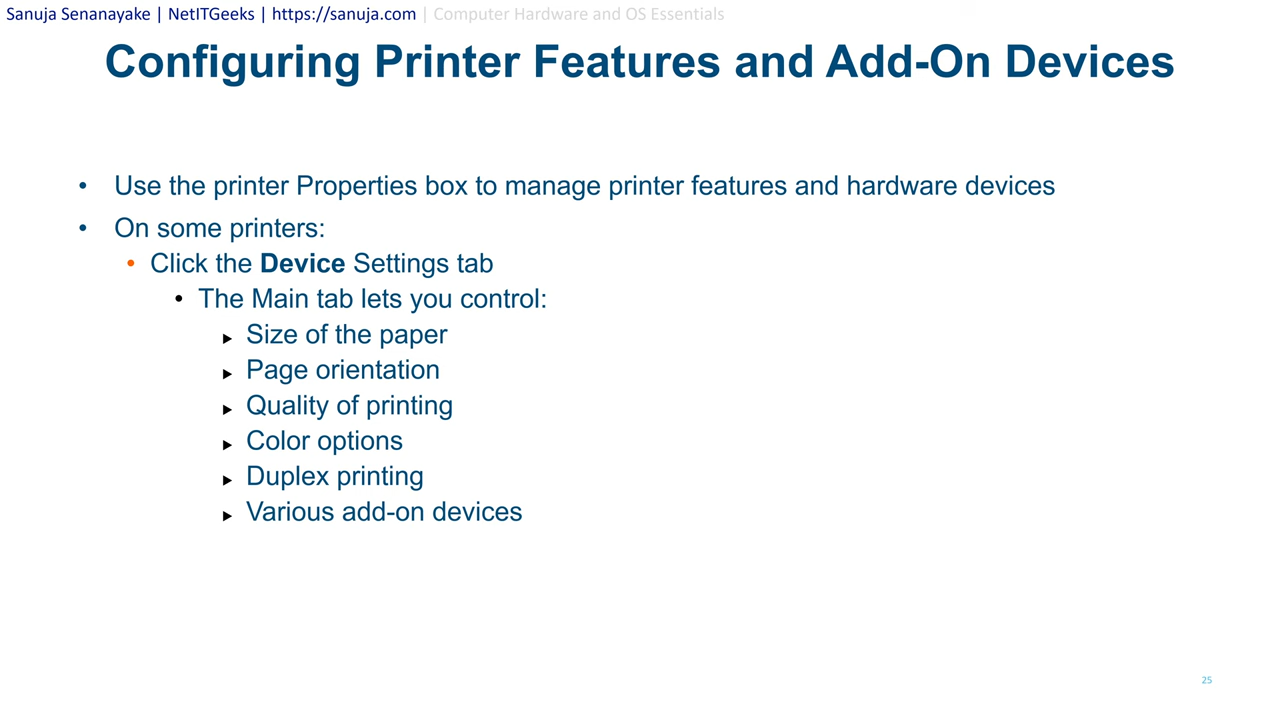 Sanuja Senanayake | NetITGeeks | https://sanuja.com | Computer Hardware and OS Essentials
Configuring Printer Features and Add-On Devices
• Use the printer Properties box to manage printer features and hardware devices
• On some printers:
• Click the Device Settings tab
• The Main tab lets you control:
▶ Size of the paper
▶ Page orientation
▶ Quality of printing
▶ Color options
▶ Duplex printing
▶ Various add-on devices
25